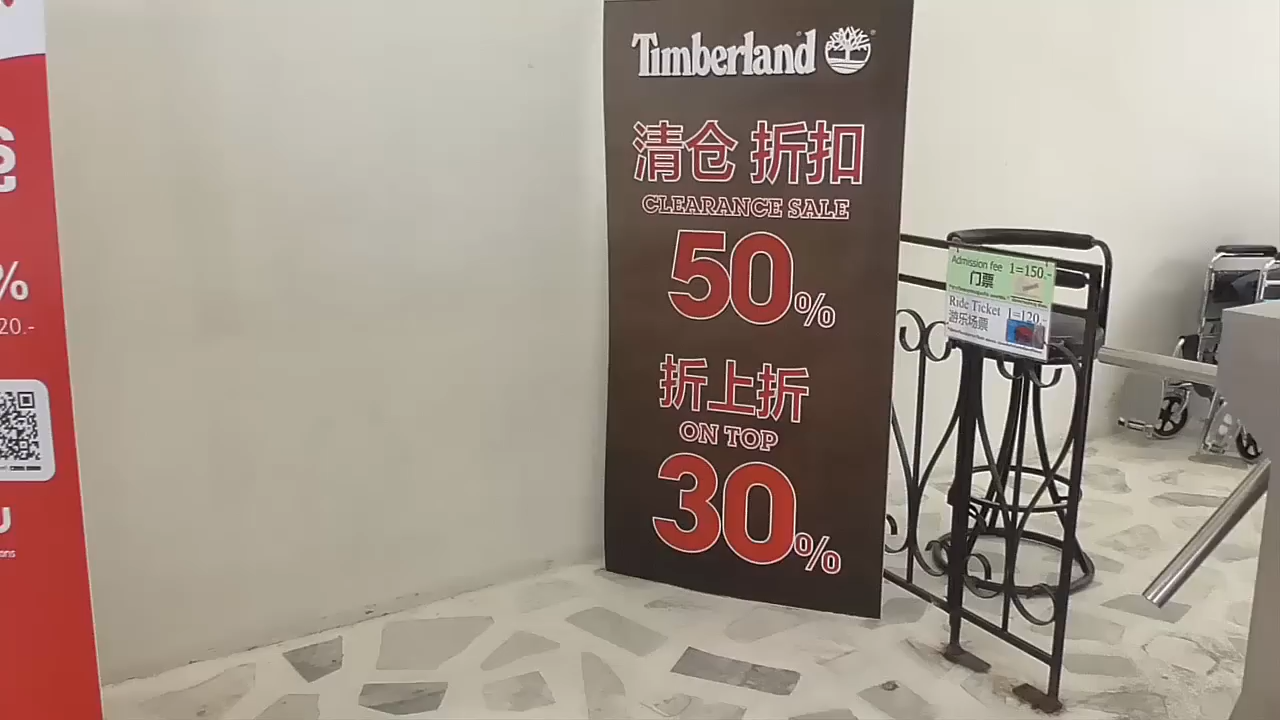 %
20.-
U
ons
Timberland
清仓 折扣
CLEARANCE SALE
50%
折上折
ON TOP
30%
Admission fee 1=150.-
门票
Ride Ticket 1=120.-
游乐场票